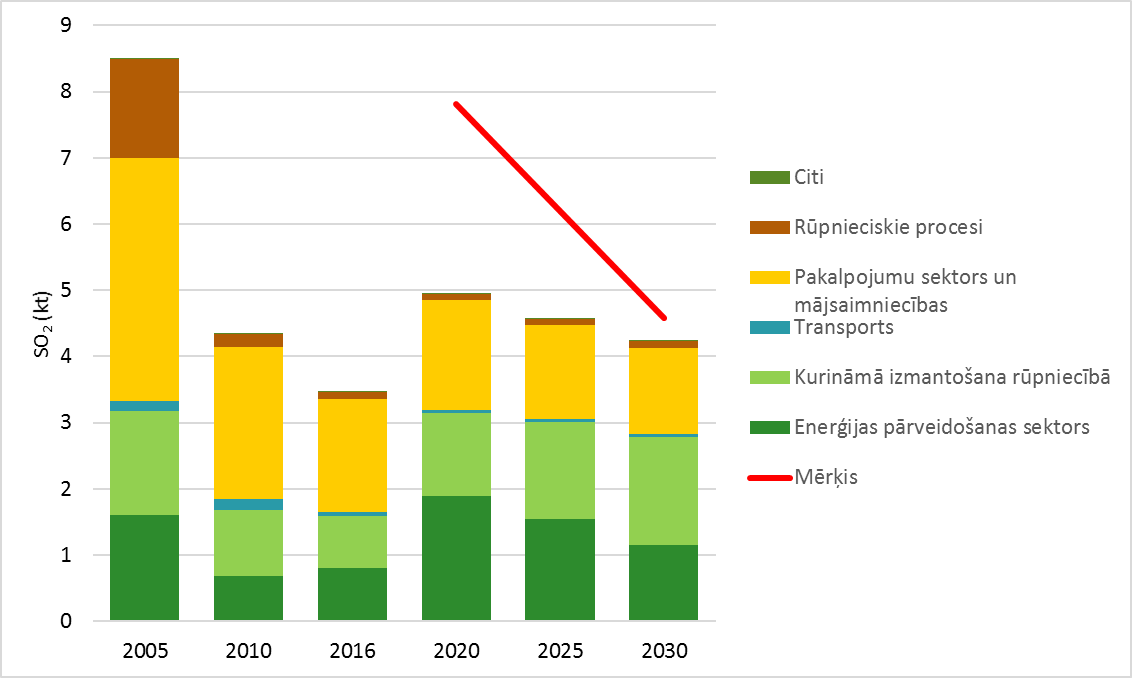 9
8
7
6
5
4
3
2
1
0
SO₂ (kt)
2005 2010 2016 2020 2025 2030
Citi
Rūpnieciskie procesi
Pakalpojumu sektors un
mājsaimniecības
Transports
Kurināmā izmantošana rūpniecībā
Enerģijas pārveidošanas sektors
Mērķis